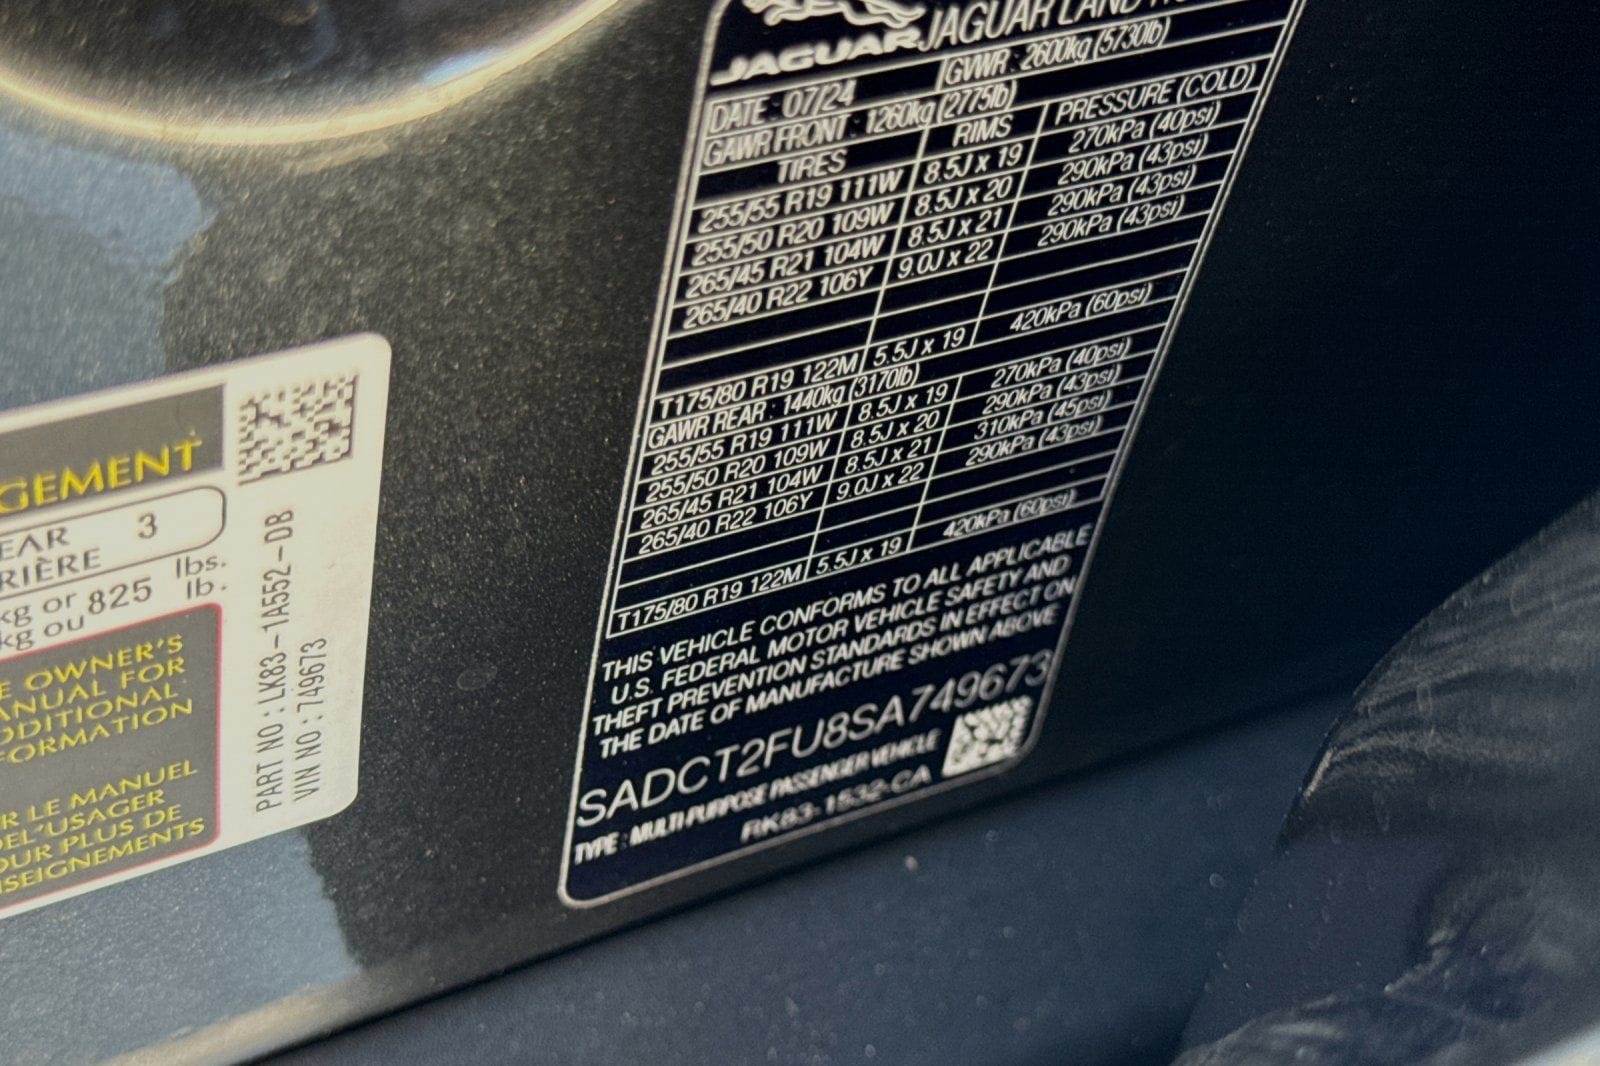 GEMENT
EAR 3
RIÈRE
kg or 825 lbs.
kg ou lb.
E OWNER'S
ANUAL FOR
DDITIONAL
FORMATION
R LE MANUEL
DEL'USAGER
OUR PLUS DE
NSEIGNEMENTS
PART NO : LK83-1A552-DB
VIN NO : 749673
JAGUAR JAGUAR LAND
DATE : 07/24 GVWR : 2600kg (5730lb)
GAWR FRONT : 1260kg (2775lb)
TIRES RIMS PRESSURE (COLD)
255/55 R19 111W 8.5J x 19 270kPa (40psi)
255/50 R20 109W 8.5J x 20 290kPa (43psi)
265/45 R21 104W 8.5J x 21 290kPa (43psi)
265/40 R22 106Y 9.0J x 22 290kPa (43psi)
T175/80 R19 122M 5.5J x 19 420kPa (60psi)
GAWR REAR : 1440kg (3170lb)
255/55 R19 111W 8.5J x 19 270kPa (40psi)
255/50 R20 109W 8.5J x 20 290kPa (43psi)
265/45 R21 104W 8.5J x 21 310kPa (45psi)
265/40 R22 106Y 9.0J x 22 290kPa (43psi)
T175/80 R19 122M 5.5J x 19 420kPa (60psi)
THIS VEHICLE CONFORMS TO ALL APPLICABLE
U.S. FEDERAL MOTOR VEHICLE SAFETY AND
THEFT PREVENTION STANDARDS IN EFFECT ON
THE DATE OF MANUFACTURE SHOWN ABOVE
SADCT2FU8SA749673
TYPE : MULTI PURPOSE PASSENGER VEHICLE
RK83-1532-CA